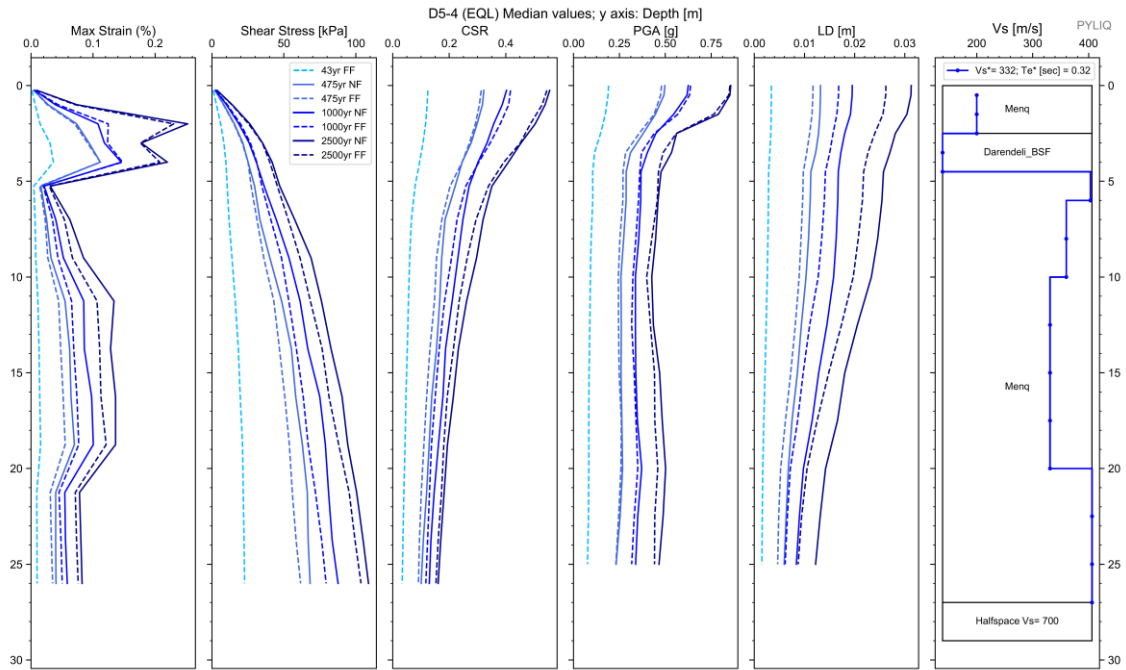 D5-4 (EQL) Median values; y axis: Depth [m]
Max Strain (%)
Shear Stress [kPa]
CSR
PGA [g]
LD [m]
Vs [m/s]
PYLIQ
0.0 0.1 0.2
0 50 100
0.0 0.2 0.4
0.00 0.25 0.50 0.75
0.00 0.01 0.02 0.03
200 300 400
43yr FF
475yr NF
475yr FF
1000yr NF
1000yr FF
2500yr NF
2500yr FF
Vs*= 332; Te* [sec] = 0.32
Menq
Darendeli_BSF
Menq
Halfspace Vs= 700
0
5
10
15
20
25
30
0
5
10
15
20
25
30